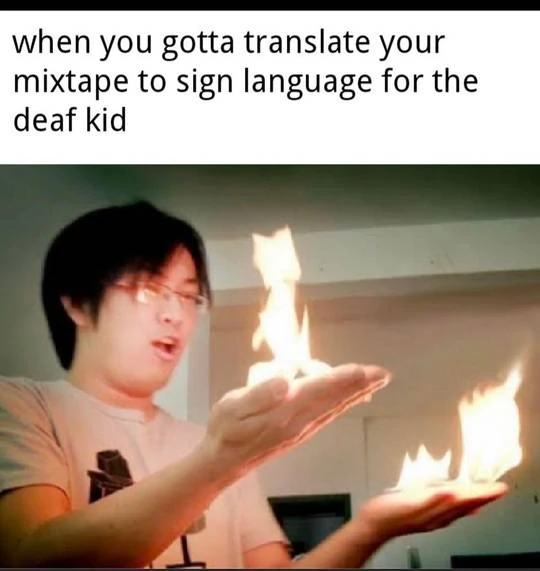 when you gotta translate your
mixtape to sign language for the
deaf kid